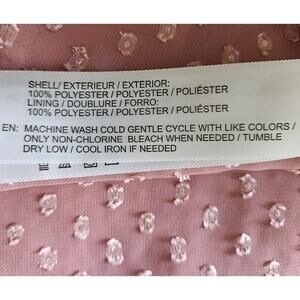 SHELL/ EXTERIEUR / EXTERIOR:
100% POLYESTER / POLYESTER / POLIÉSTER
LINING / DOUBLURE / FORRO:
100% POLYESTER / POLYESTER / POLIÉSTER
EN: MACHINE WASH COLD GENTLE CYCLE WITH LIKE COLORS /
ONLY NON-CHLORINE BLEACH WHEN NEEDED / TUMBLE
DRY LOW / COOL IRON IF NEEDED